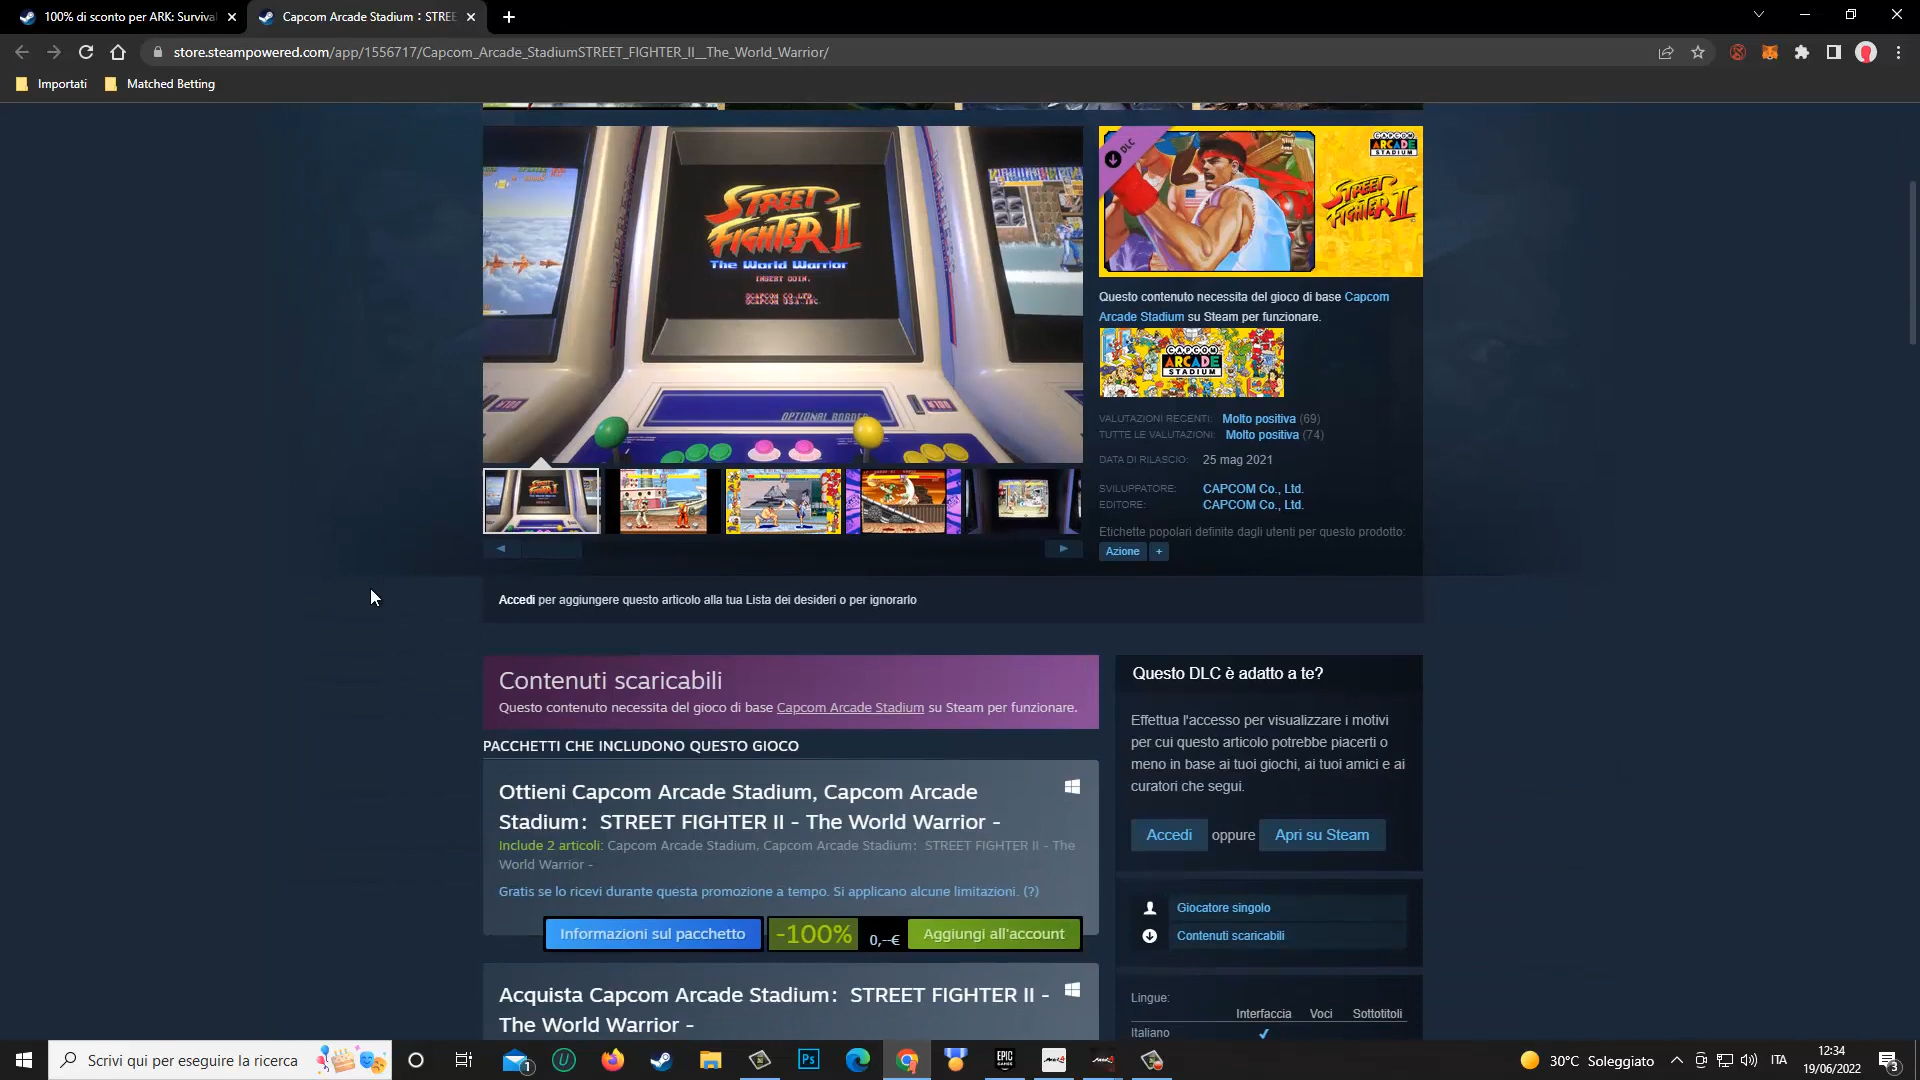 100% di sconto per ARK: Survival
Capcom Arcade Stadium：STREE
store.steampowered.com/app/1556717/Capcom_Arcade_StadiumSTREET_FIGHTER_II__The_World_Warrior/
Importati
Matched Betting
STREET
FIGHTER II
The World Warrior
INSERT COIN.
OPTIONAL BORDER
DLC
CAPCOM
ARCADE
STADIUM
STREET
FIGHTER II
Questo contenuto necessita del gioco di base Capcom
Arcade Stadium su Steam per funzionare.
CAPCOM
ARCADE
STADIUM
VALUTAZIONI RECENTI: Molto positiva (69)
TUTTE LE VALUTAZIONI: Molto positiva (74)
DATA DI RILASCIO: 25 mag 2021
SVILUPPATORE: CAPCOM Co., Ltd.
EDITORE: CAPCOM Co., Ltd.
Etichette popolari definite dagli utenti per questo prodotto:
Azione +
Accedi per aggiungere questo articolo alla tua Lista dei desideri o per ignorarlo
Contenuti scaricabili
Questo contenuto necessita del gioco di base Capcom Arcade Stadium su Steam per funzionare.
PACCHETTI CHE INCLUDONO QUESTO GIOCO
Ottieni Capcom Arcade Stadium, Capcom Arcade
Stadium：STREET FIGHTER II - The World Warrior -
Include 2 articoli: Capcom Arcade Stadium, Capcom Arcade Stadium：STREET FIGHTER II - The
World Warrior -
Gratis se lo ricevi durante questa promozione a tempo. Si applicano alcune limitazioni. (?)
Informazioni sul pacchetto
-100%
0,--€
Aggiungi all'account
Acquista Capcom Arcade Stadium：STREET FIGHTER II -
The World Warrior -
Questo DLC è adatto a te?
Effettua l'accesso per visualizzare i motivi
per cui questo articolo potrebbe piacerti o
meno in base ai tuoi giochi, ai tuoi amici e ai
curatori che segui.
Accedi oppure Apri su Steam
Giocatore singolo
Contenuti scaricabili
Lingue:
Interfaccia Voci Sottotitoli
Italiano ✔
Scrivi qui per eseguire la ricerca
1
Ps
EPIC
GAMES
30°C Soleggiato
ITA
12:34
19/06/2022
3